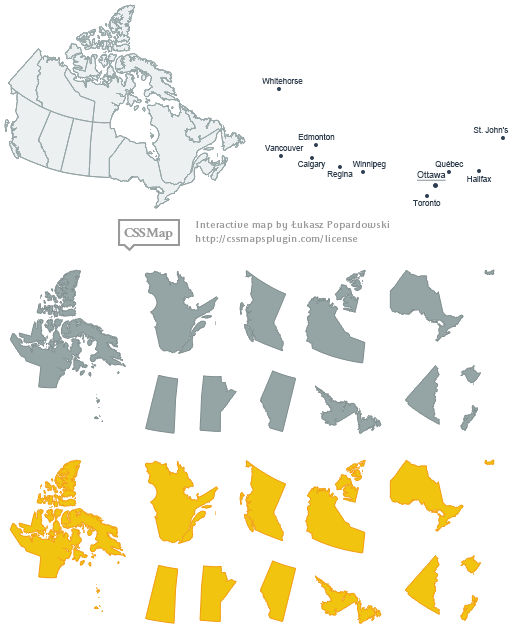 Whitehorse
St. John's
Edmonton
Vancouver
Calgary
Regina
Winnipeg
Québec
Ottawa
Halifax
Toronto
CSSMap
Interactive map by Łukasz Popardowski
http://cssmapsplugin.com/license